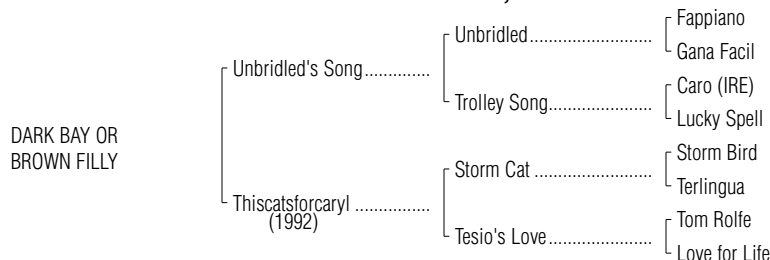 Fappiano
Unbridled..............................
Gana Facil
Unbridled's Song..............
Caro (IRE)
Trolley Song.........................
Lucky Spell
DARK BAY OR
BROWN FILLY
Storm Bird
Storm Cat ............................
Terlingua
Thiscatsforcaryl ................
(1992)
Tom Rolfe
Tesio's Love.........................
Love for Life